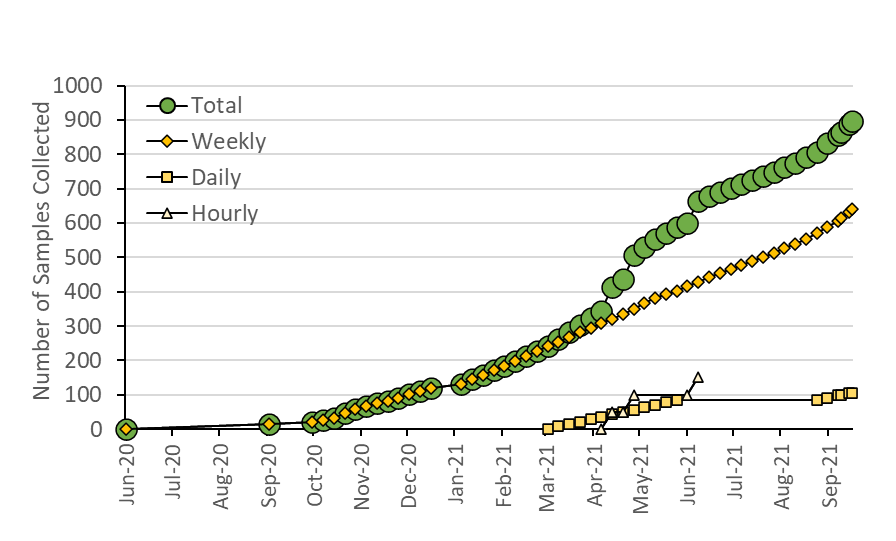 Number of Samples Collected
1000
900
800
700
600
500
400
300
200
100
0
Total
Weekly
Daily
Hourly
Jun-20
Jul-20
Aug-20
Sep-20
Oct-20
Nov-20
Dec-20
Jan-21
Feb-21
Mar-21
Apr-21
May-21
Jun-21
Jul-21
Aug-21
Sep-21